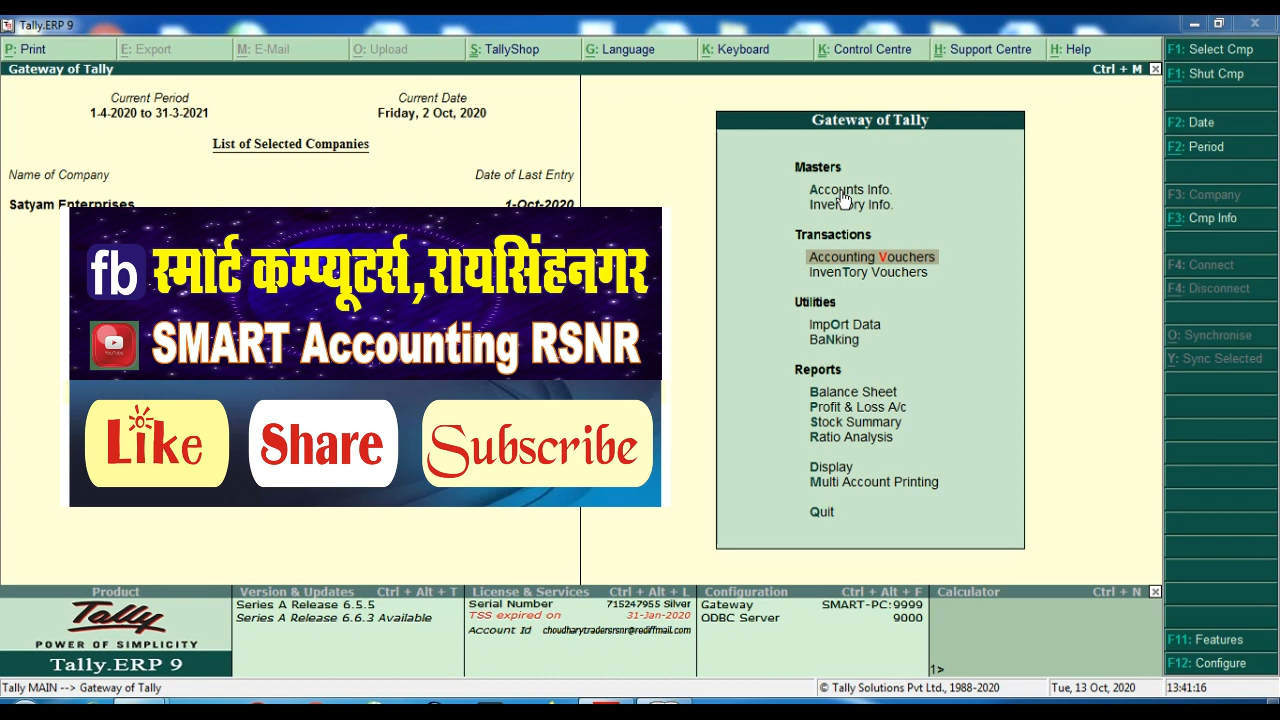 Tally.ERP 9
P: Print
E: Export
M: E-Mail
O: Upload
S: TallyShop
G: Language
K: Keyboard
K: Control Centre
H: Support Centre
H: Help
Gateway of Tally
Ctrl + M
Current Period
1-4-2020 to 31-3-2021
Current Date
Friday, 2 Oct, 2020
List of Selected Companies
Name of Company
Date of Last Entry
Satyam Enterprises
1-Oct-2020
fb
स्मार्ट कम्प्यूटर्स,रायसिंहनगर
YouTube
SMART Accounting RSNR
Like
Share
Subscribe
Gateway of Tally
Masters
Accounts Info.
Inventory Info.
Transactions
Accounting Vouchers
InvenTory Vouchers
Utilities
ImpOrt Data
BaNking
Reports
Balance Sheet
Profit & Loss A/c
Stock Summary
Ratio Analysis
Display
Multi Account Printing
Quit
F1: Select Cmp
F1: Shut Cmp
F2: Date
F2: Period
F3: Company
F3: Cmp Info
F4: Connect
F4: Disconnect
O: Synchronise
Y: Sync Selected
F11: Features
F12: Configure
Product
Tally
POWER OF SIMPLICITY
Tally.ERP 9
Version & Updates Ctrl + Alt + T
Series A Release 6.5.5
Series A Release 6.6.3 Available
License & Services Ctrl + Alt + L
Serial Number 715247955 Silver
TSS expired on 31-Jan-2020
Account Id choudharytradersrsnr@rediffmail.com
Configuration Ctrl + Alt + F
Gateway SMART-PC:9999
ODBC Server 9000
Calculator Ctrl + N
1>
Tally MAIN --> Gateway of Tally
© Tally Solutions Pvt Ltd., 1988-2020
Tue, 13 Oct, 2020
13:41:16